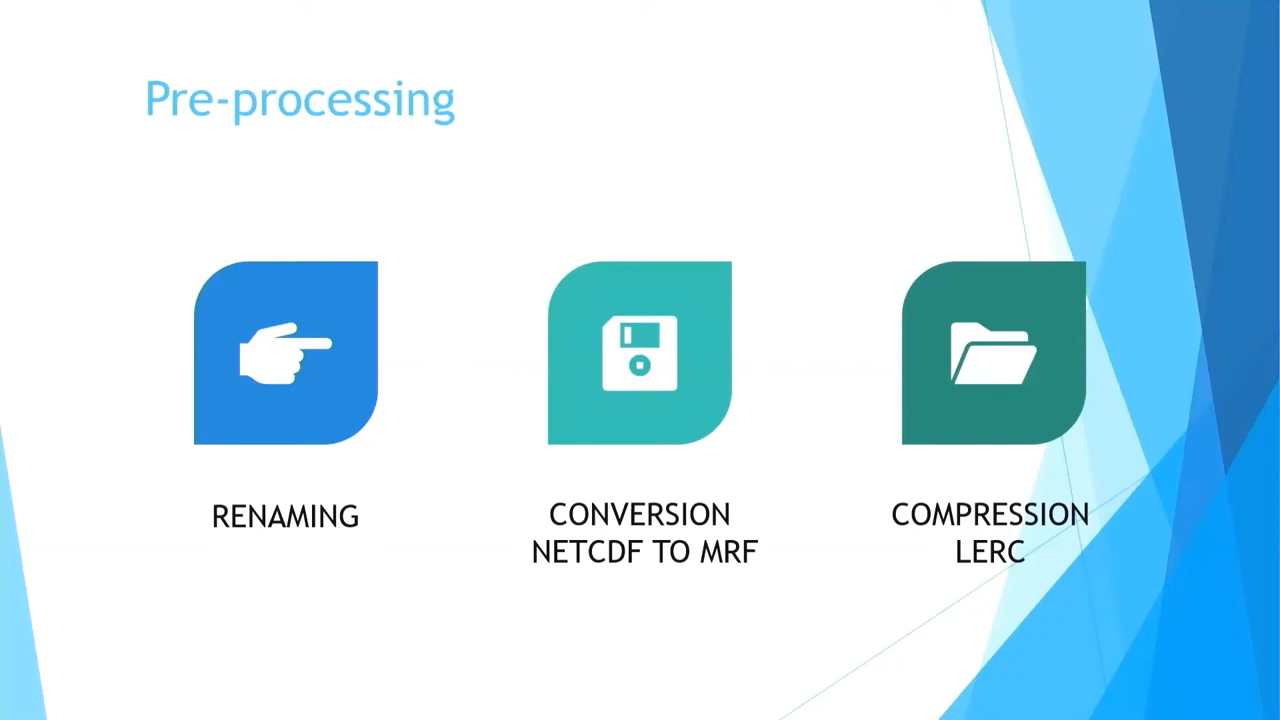 Pre-processing
RENAMING
CONVERSION
NETCDF TO MRF
COMPRESSION
LERC